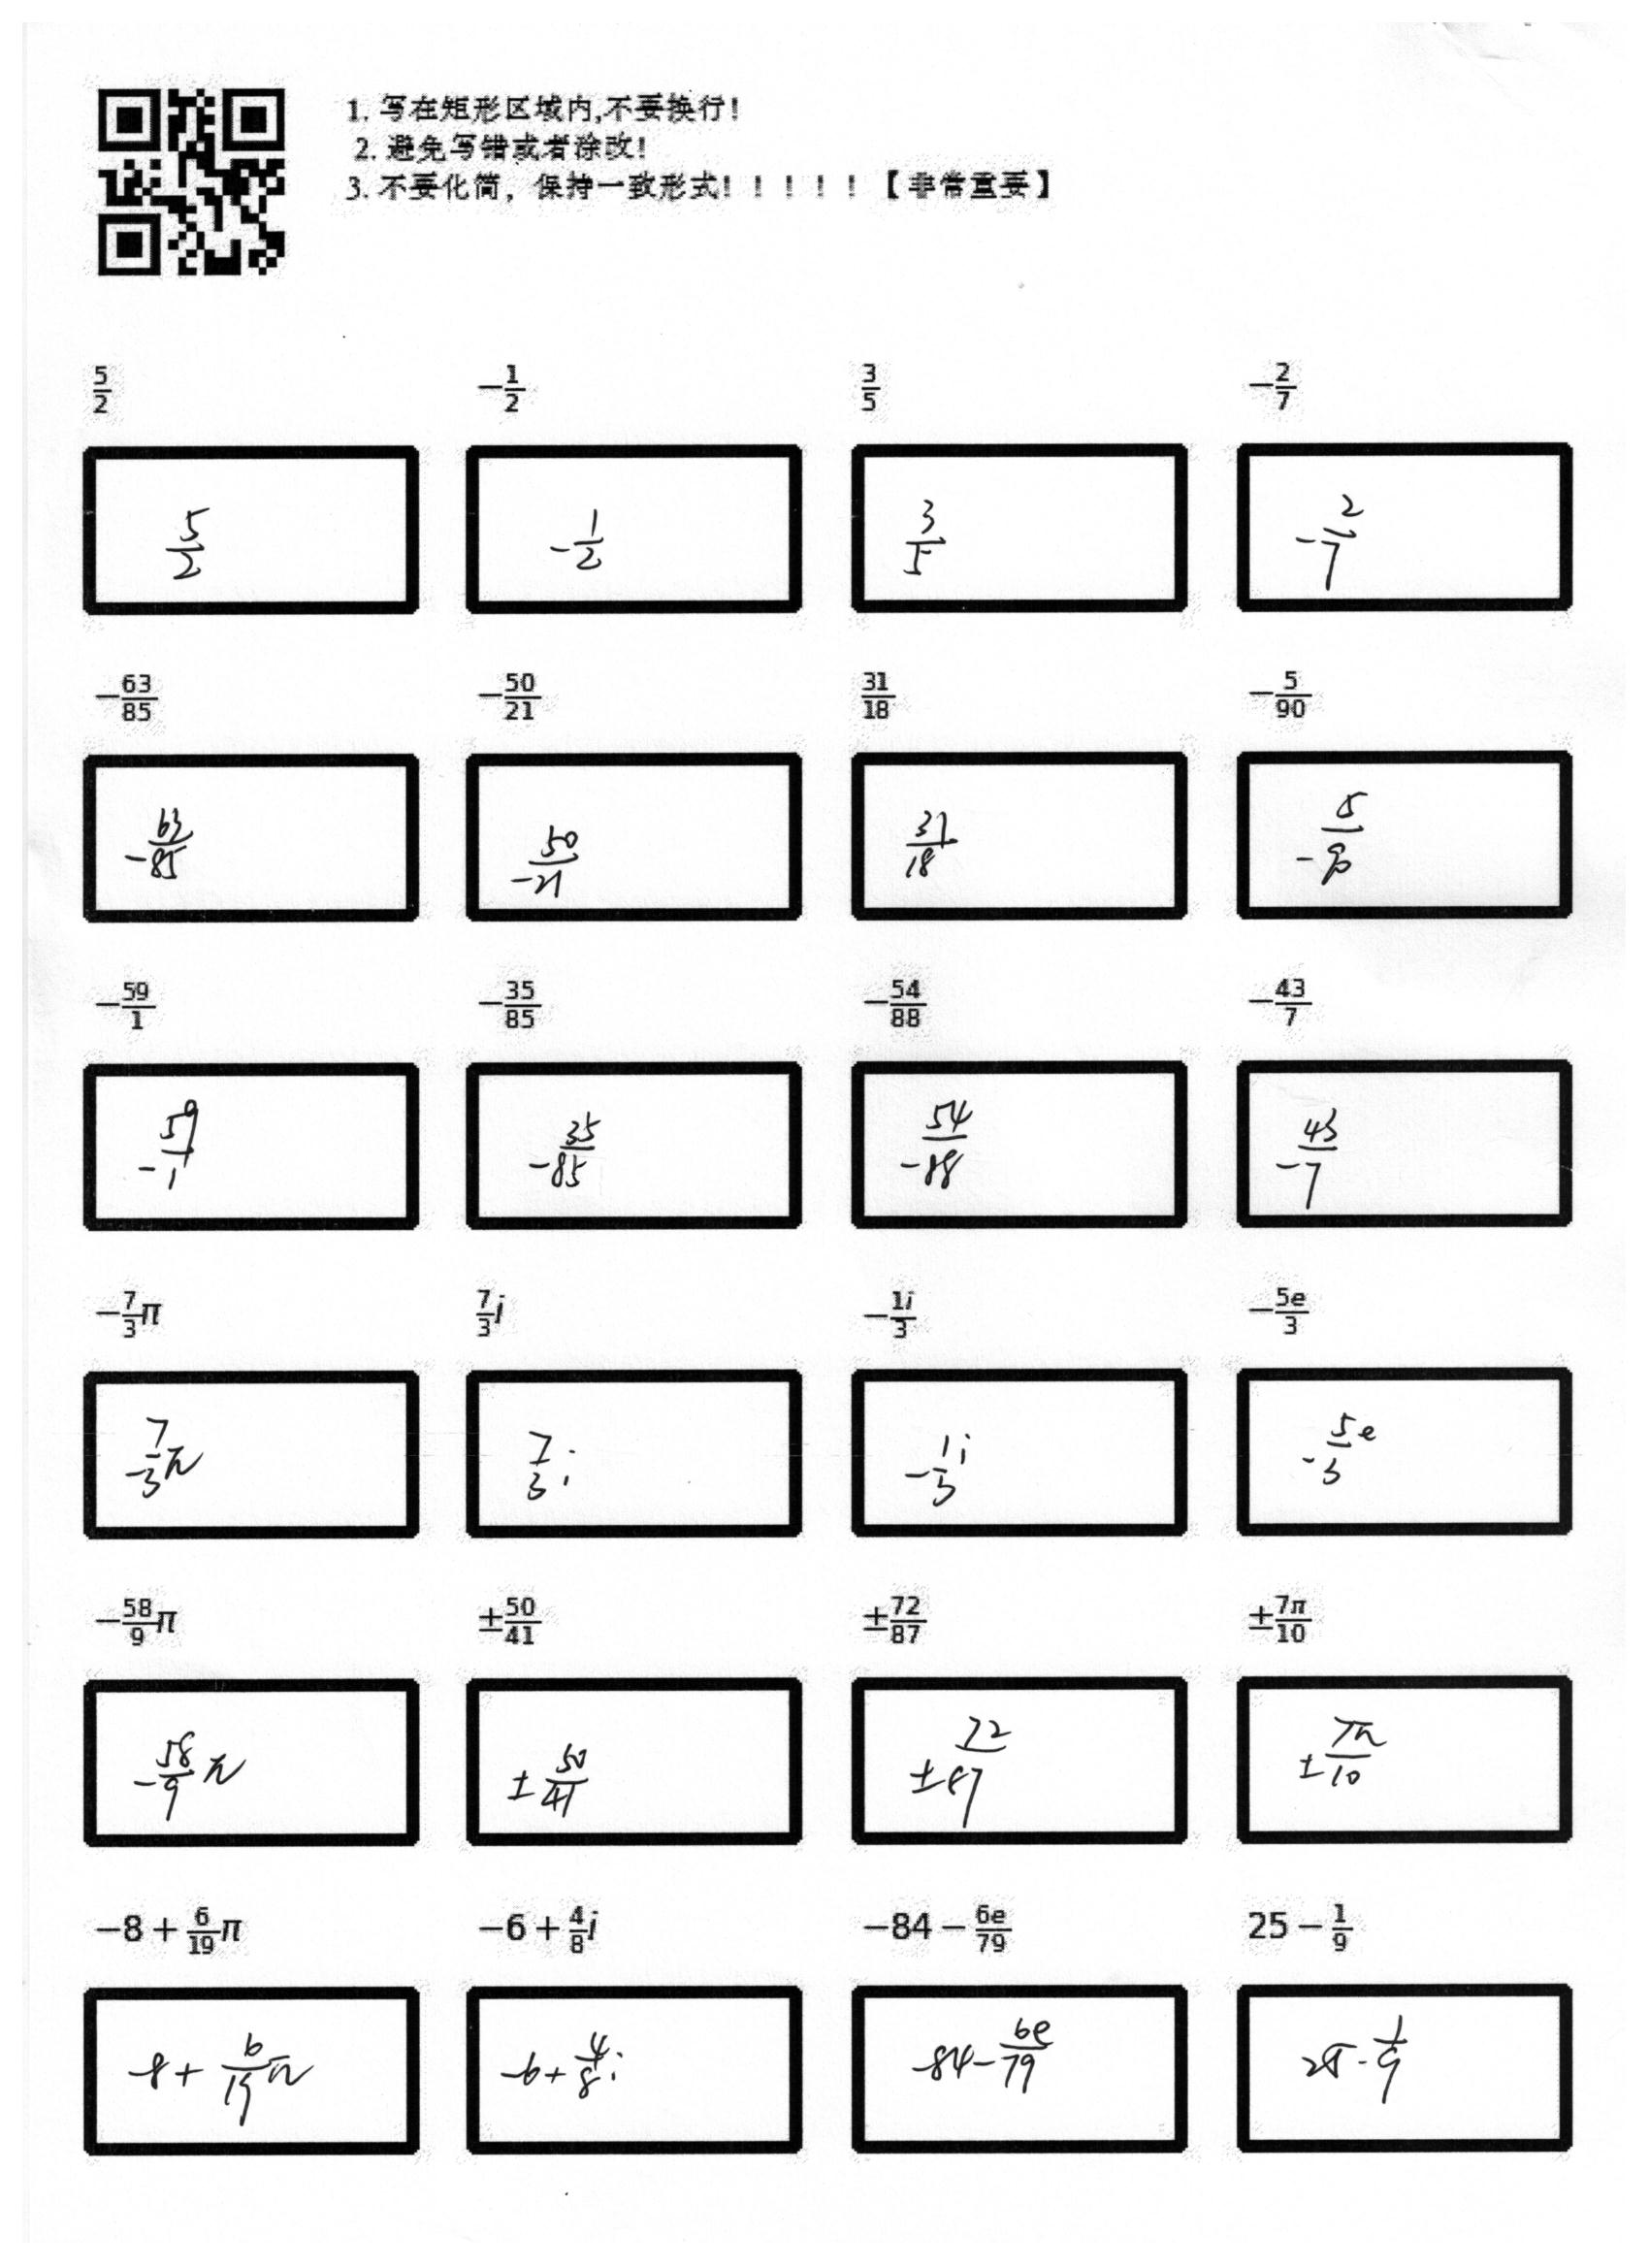 1. 写在矩形区域内,不要换行!
2. 避免写错或者涂改!
3. 不要化简，保持一致形式！！！！！【非常重要】
5/2 -1/2 3/5 -2/7
5/2 -1/2 3/5 -2/7
-63/85 -50/21 31/18 -5/90
-63/85 -50/21 31/18 -5/90
-59/1 -35/85 -54/88 -43/7
-59/1 -35/85 -54/88 -43/7
-7/3π 7/3i -1i/3 -5e/3
-7/3π 7/3i -1i/3 -5e/3
-58/9π ±50/41 ±72/87 ±7π/10
-58/9π ±50/41 ±72/87 ±7π/10
-8+6/19π -6+4/8i -84-6e/79 25-1/9
-8+6/19π -6+4/8i -84-6e/79 25-1/9